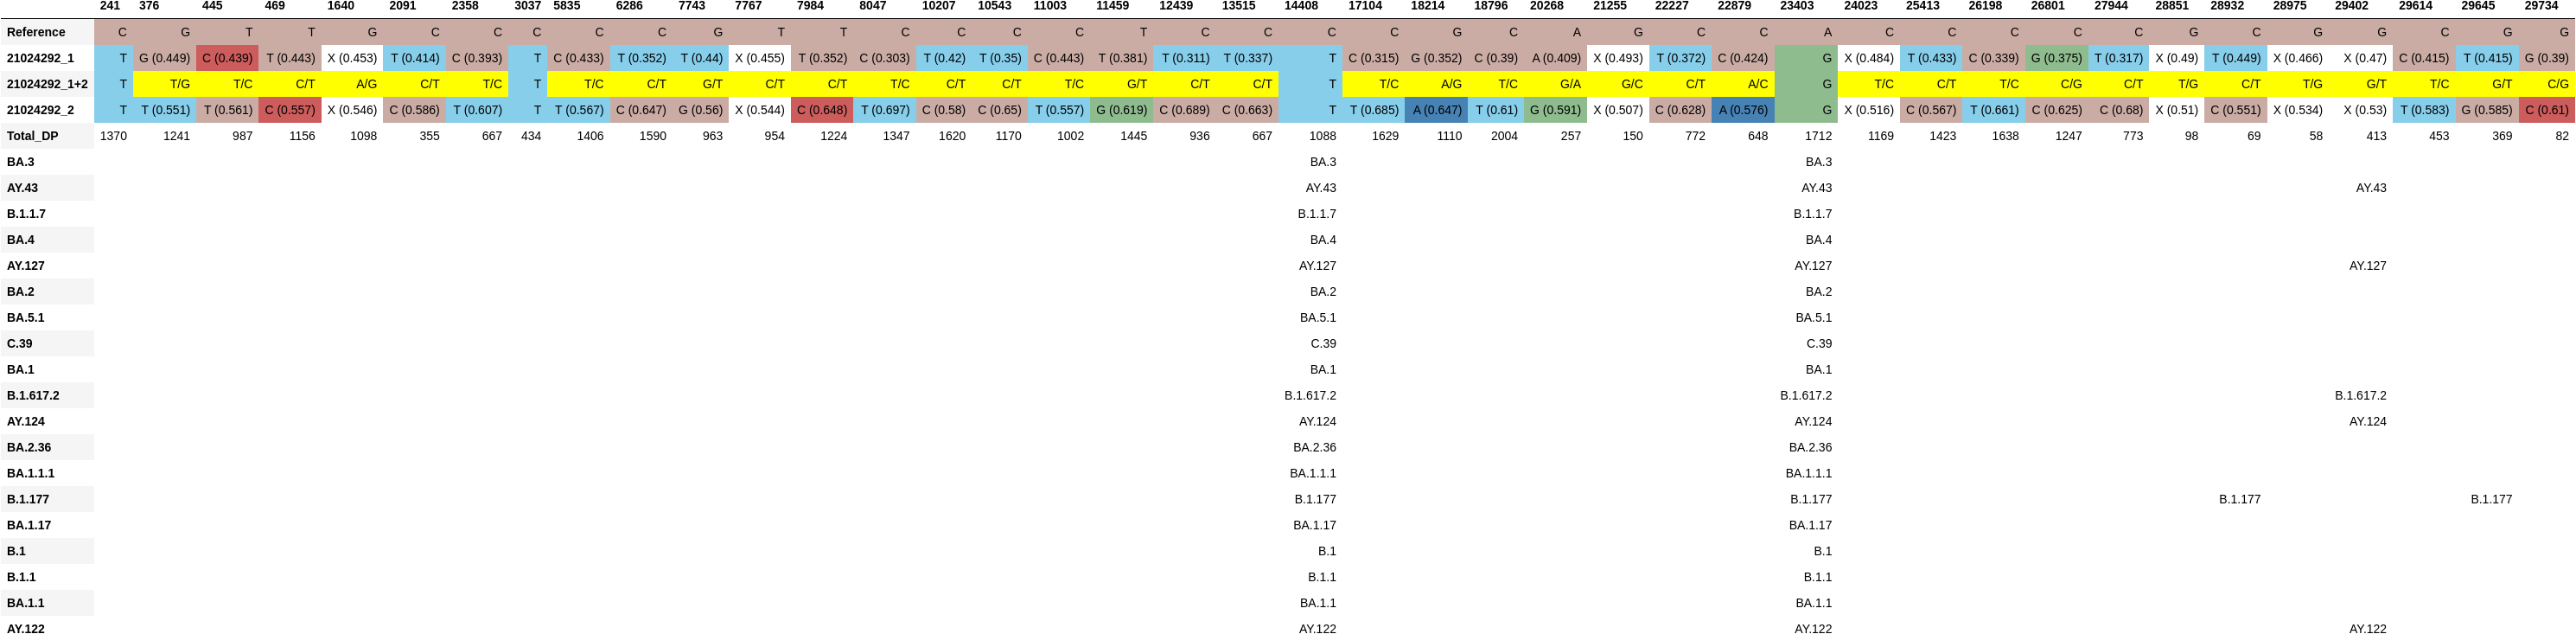 241 376 445 469 1640 2091 2358 3037 5835 6286 7743 7767 7984 8047 10207 10543 11003 11459 12439 13515 14408 17104 18214 18796 20268 21255 22227 22879 23403 24023 25413 26198 26801 27944 28851 28932 28975 29402 29614 29645 29734
Reference C G T T G C C C C C G T T C C C C T C C C C G C A G C C A C C C C C G C G G C G G
21024292_1 T G (0.449) C (0.439) T (0.443) X (0.453) T (0.414) C (0.393) T C (0.433) T (0.352) T (0.44) X (0.455) T (0.352) C (0.303) T (0.42) T (0.35) C (0.443) T (0.381) T (0.311) T (0.337) T C (0.315) G (0.352) C (0.39) A (0.409) X (0.493) T (0.372) C (0.424) G X (0.484) T (0.433) C (0.339) G (0.375) T (0.317) X (0.49) T (0.449) X (0.466) X (0.47) C (0.415) T (0.415) G (0.39)
21024292_1+2 T T/G T/C C/T A/G C/T T/C T T/C C/T G/T C/T C/T T/C C/T C/T T/C G/T C/T C/T T T/C A/G T/C G/A G/C C/T A/C G T/C C/T T/C C/G C/T T/G C/T T/G G/T T/C G/T C/G
21024292_2 T T (0.551) T (0.561) C (0.557) X (0.546) C (0.586) T (0.607) T T (0.567) C (0.647) G (0.56) X (0.544) C (0.648) T (0.697) C (0.58) C (0.65) T (0.557) G (0.619) C (0.689) C (0.663) T T (0.685) A (0.647) T (0.61) G (0.591) X (0.507) C (0.628) A (0.576) G X (0.516) C (0.567) T (0.661) C (0.625) C (0.68) X (0.51) C (0.551) X (0.534) X (0.53) T (0.583) G (0.585) C (0.61)
Total_DP 1370 1241 987 1156 1098 355 667 434 1406 1590 963 954 1224 1347 1620 1170 1002 1445 936 667 1088 1629 1110 2004 257 150 772 648 1712 1169 1423 1638 1247 773 98 69 58 413 453 369 82
BA.3 BA.3 BA.3
AY.43 AY.43 AY.43 AY.43
B.1.1.7 B.1.1.7 B.1.1.7
BA.4 BA.4 BA.4
AY.127 AY.127 AY.127 AY.127
BA.2 BA.2 BA.2
BA.5.1 BA.5.1 BA.5.1
C.39 C.39 C.39
BA.1 BA.1 BA.1
B.1.617.2 B.1.617.2 B.1.617.2 B.1.617.2
AY.124 AY.124 AY.124 AY.124
BA.2.36 BA.2.36 BA.2.36
BA.1.1.1 BA.1.1.1 BA.1.1.1
B.1.177 B.1.177 B.1.177 B.1.177 B.1.177
BA.1.17 BA.1.17 BA.1.17
B.1 B.1 B.1
B.1.1 B.1.1 B.1.1
BA.1.1 BA.1.1 BA.1.1
AY.122 AY.122 AY.122 AY.122